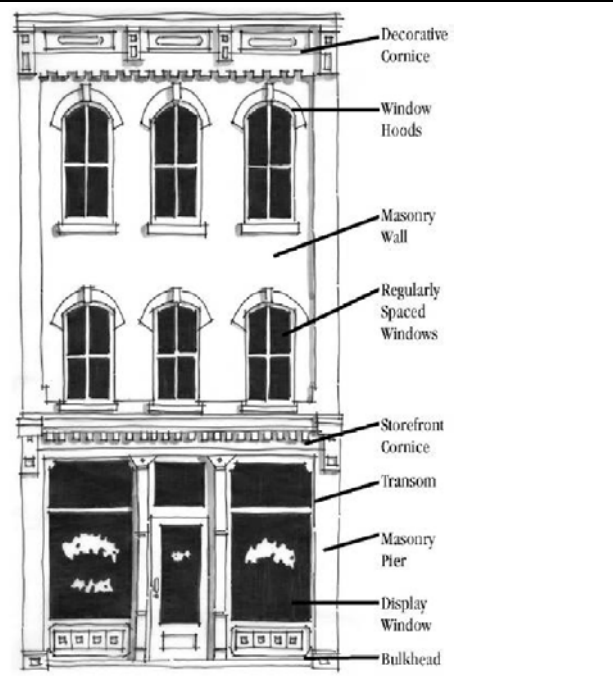 Decorative
Cornice
Window
Hoods
Masonry
Wall
Regularly
Spaced
Windows
Storefront
Cornice
Transom
Masonry
Pier
Display
Window
Bulkhead